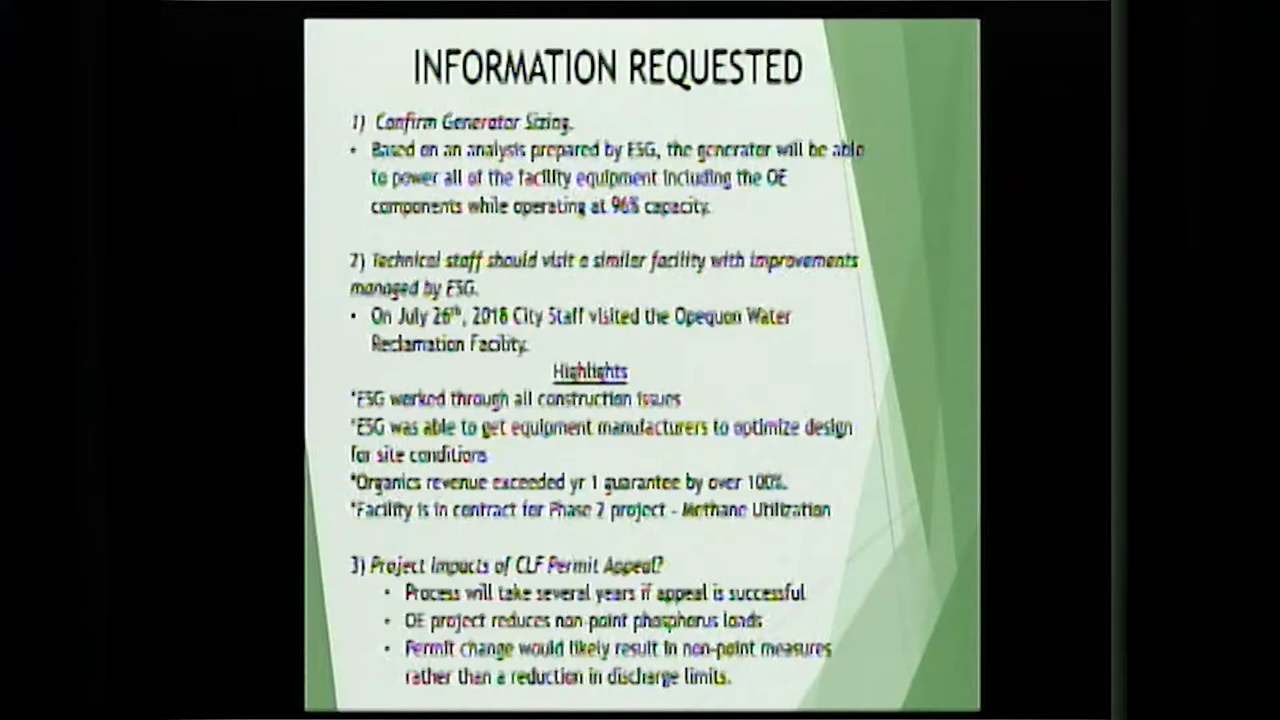 INFORMATION REQUESTED
1) Confirm Generator Sizing.
• Based on an analysis prepared by ESG, the generator will be able
to power all of the facility equipment including the OE
components while operating at 96% capacity.
2) Technical staff should visit a similar facility with improvements
managed by ESG.
• On July 26th, 2018 City Staff visited the Opequon Water
Reclamation Facility.
Highlights
*ESG worked through all construction issues
*ESG was able to get equipment manufacturers to optimize design
for site conditions
*Organics revenue exceeded yr 1 guarantee by over 100%.
*Facility is in contract for Phase 2 project - Methane Utilization
3) Project Impacts of CLF Permit Appeal?
• Process will take several years if appeal is successful
• OE project reduces non-point phosphorus loads
• Permit change would likely result in non-point measures
rather than a reduction in discharge limits.